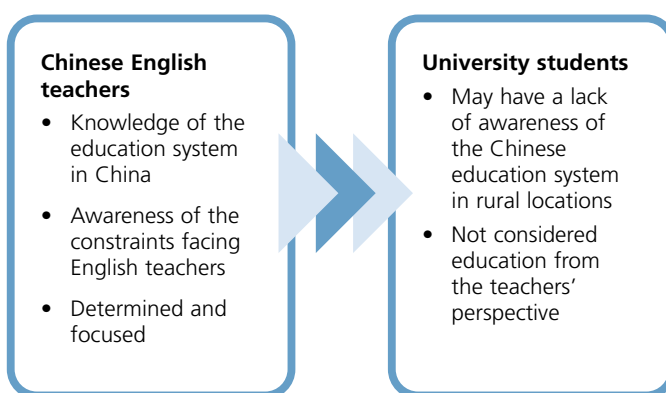 Chinese English
teachers
• Knowledge of the
education system
in China
• Awareness of the
constraints facing
English teachers
• Determined and
focused
University students
• May have a lack
of awareness of
the Chinese
education system
in rural locations
• Not considered
education from
the teachers'
perspective